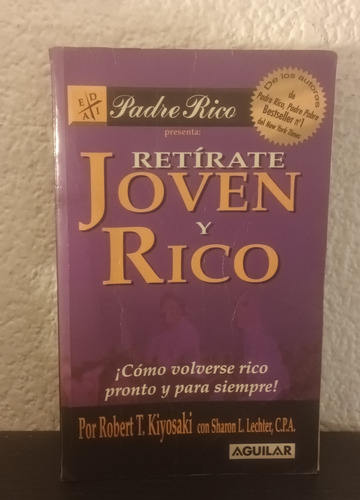 E D
A I
Padre Rico
presenta:
De los autores
de
Padre Rico, Padre Pobre
Bestseller nº1
del New York Times
RETÍRATE
JOVEN
Y
RICO
¡Cómo volverse rico
pronto y para siempre!
Por Robert T. Kiyosaki con Sharon L. Lechter, C.P.A.
AGUILAR